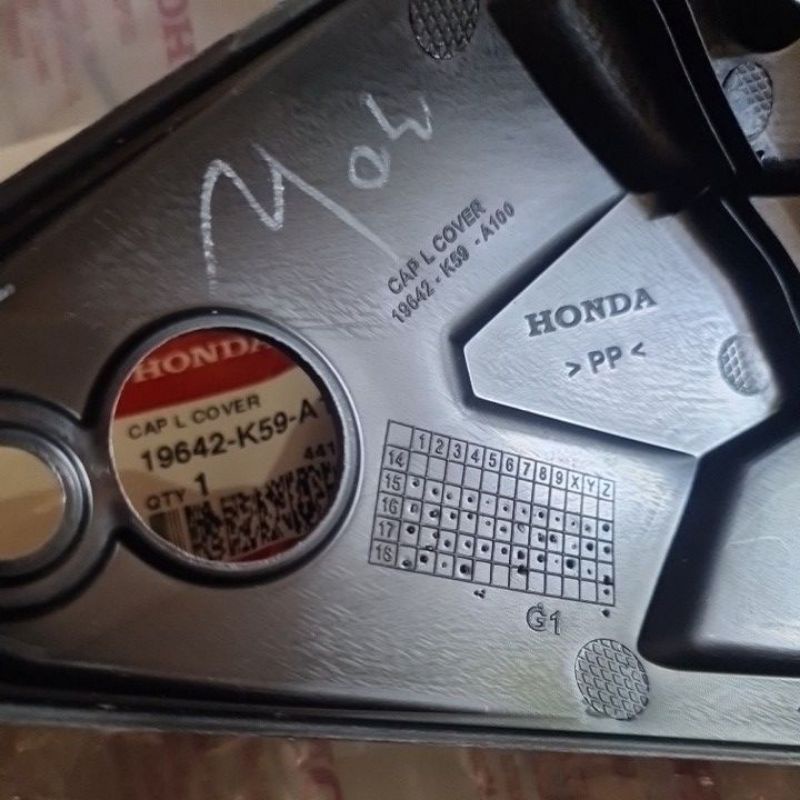 CAP L COVER
19642 - K59 - A100
HONDA
> PP <
HONDA
CAP L COVER
19642-K59-A1
441
QTY 1
1 2 3 4 5 6 7 8 9 X Y Z
14
15
16
17
18
G1